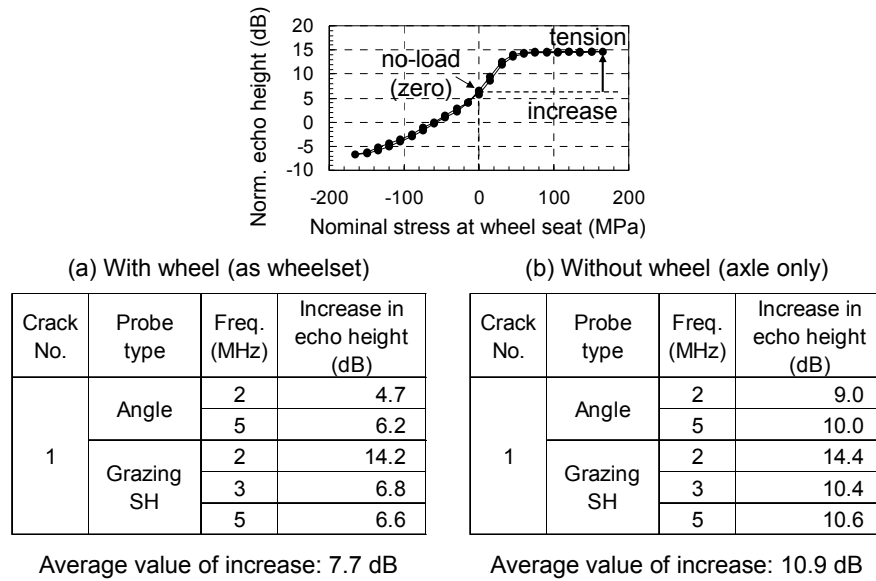 Norm. echo height (dB)
20
15
10
5
0
-5
-10
tension
no-load
(zero)
increase
-200 -100 0 100 200
Nominal stress at wheel seat (MPa)
(a) With wheel (as wheelset)
Crack No. Probe type Freq. (MHz) Increase in echo height (dB)
1 Angle 2 4.7
5 6.2
Grazing SH 2 14.2
3 6.8
5 6.6
Average value of increase: 7.7 dB
(b) Without wheel (axle only)
Crack No. Probe type Freq. (MHz) Increase in echo height (dB)
1 Angle 2 9.0
5 10.0
Grazing SH 2 14.4
3 10.4
5 10.6
Average value of increase: 10.9 dB